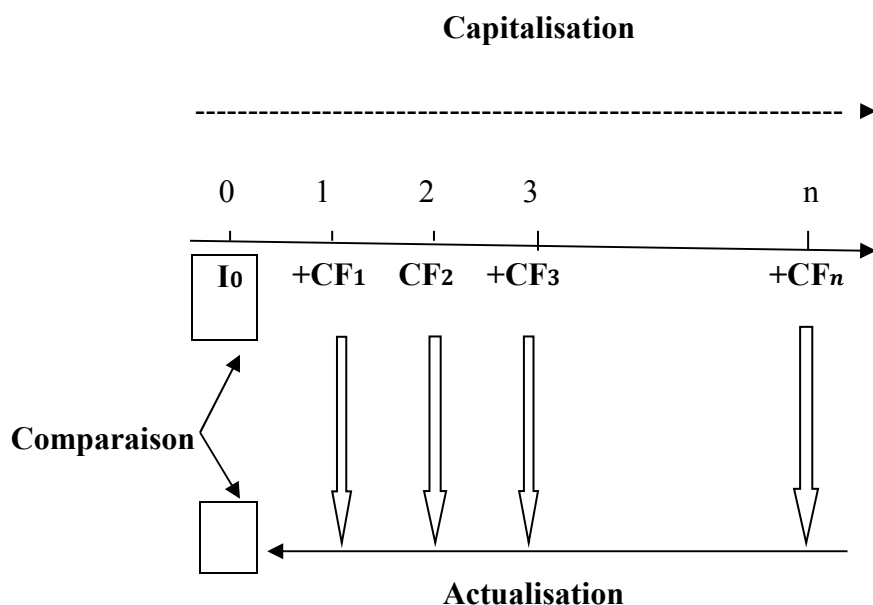 Capitalisation
0 1 2 3 n
I0 +CF1 CF2 +CF3 +CFn
Comparaison
Actualisation